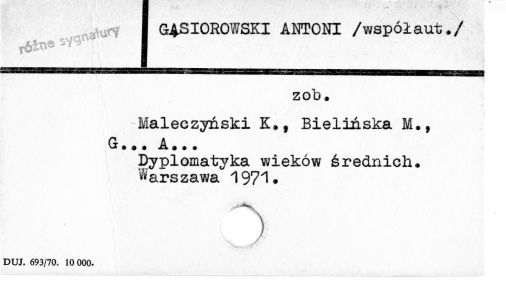 różne sygnatury
GĄSIOROWSKI ANTONI /współaut./
zob.
Maleczyński K., Bielińska M.,
G... A...
Dyplomatyka wieków średnich.
Warszawa 1971.
DUJ. 693/70. 10 000.